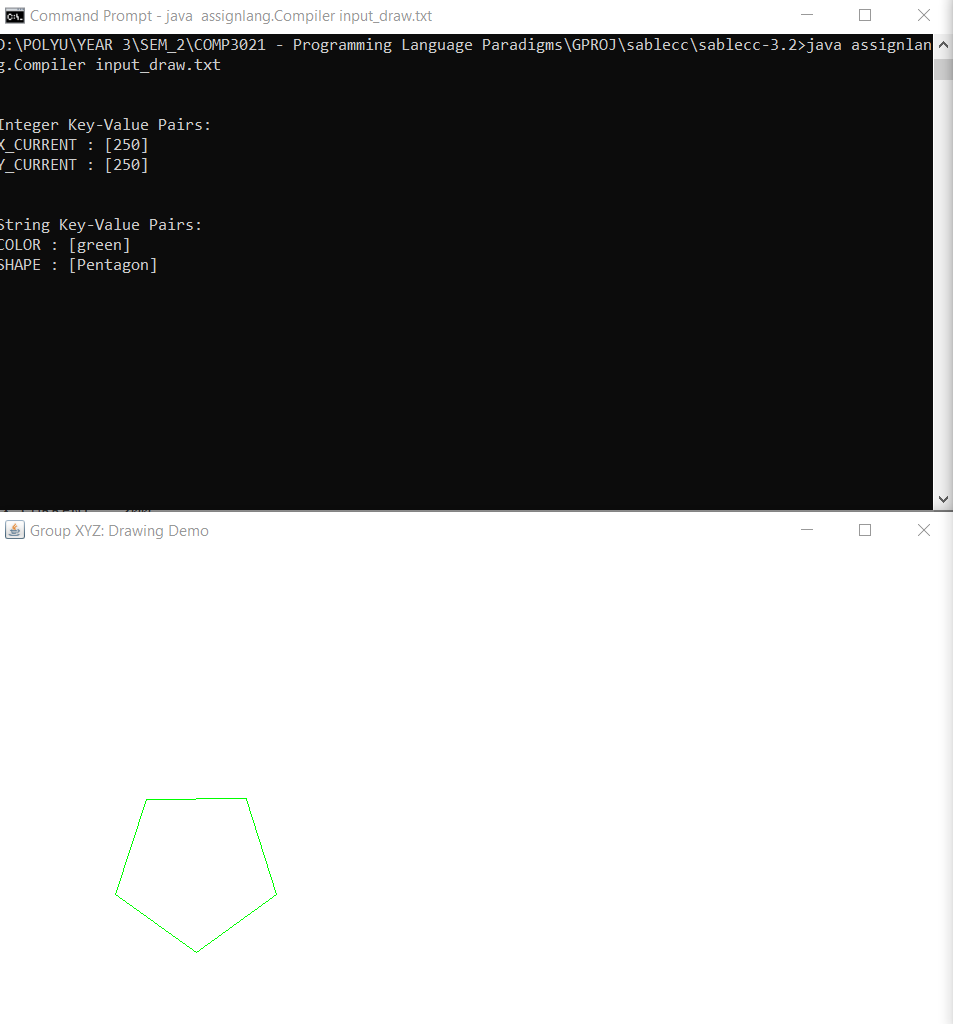 Command Prompt - java  assignlang.Compiler input_draw.txt
D:\POLYU\YEAR 3\SEM_2\COMP3021 - Programming Language Paradigms\GPROJ\sablecc\sablecc-3.2>java assignlan
g.Compiler input_draw.txt
Integer Key-Value Pairs:
X_CURRENT : [250]
Y_CURRENT : [250]
String Key-Value Pairs:
COLOR : [green]
SHAPE : [Pentagon]
Group XYZ: Drawing Demo